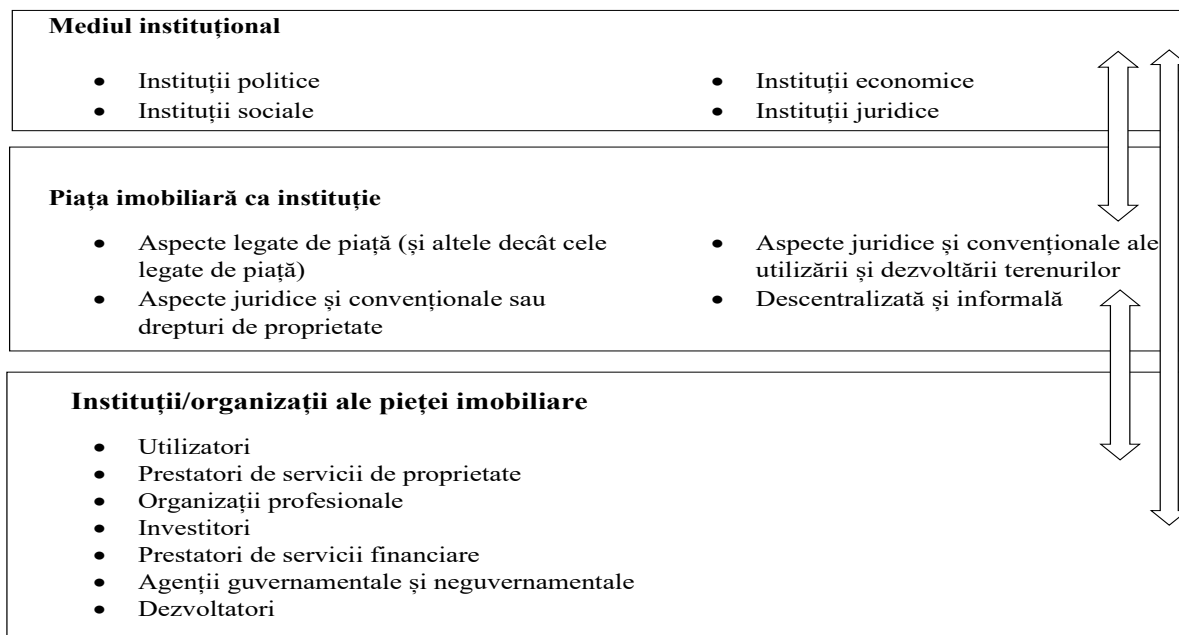 Mediul instituțional
• Instituții politice
• Instituții sociale
• Instituții economice
• Instituții juridice
Piața imobiliară ca instituție
• Aspecte legate de piață (și altele decât cele
legate de piață)
• Aspecte juridice și convenționale sau
drepturi de proprietate
• Aspecte juridice și convenționale ale
utilizării și dezvoltării terenurilor
• Descentralizată și informală
Instituții/organizații ale pieței imobiliare
• Utilizatori
• Prestatori de servicii de proprietate
• Organizații profesionale
• Investitori
• Prestatori de servicii financiare
• Agenții guvernamentale și neguvernamentale
• Dezvoltatori